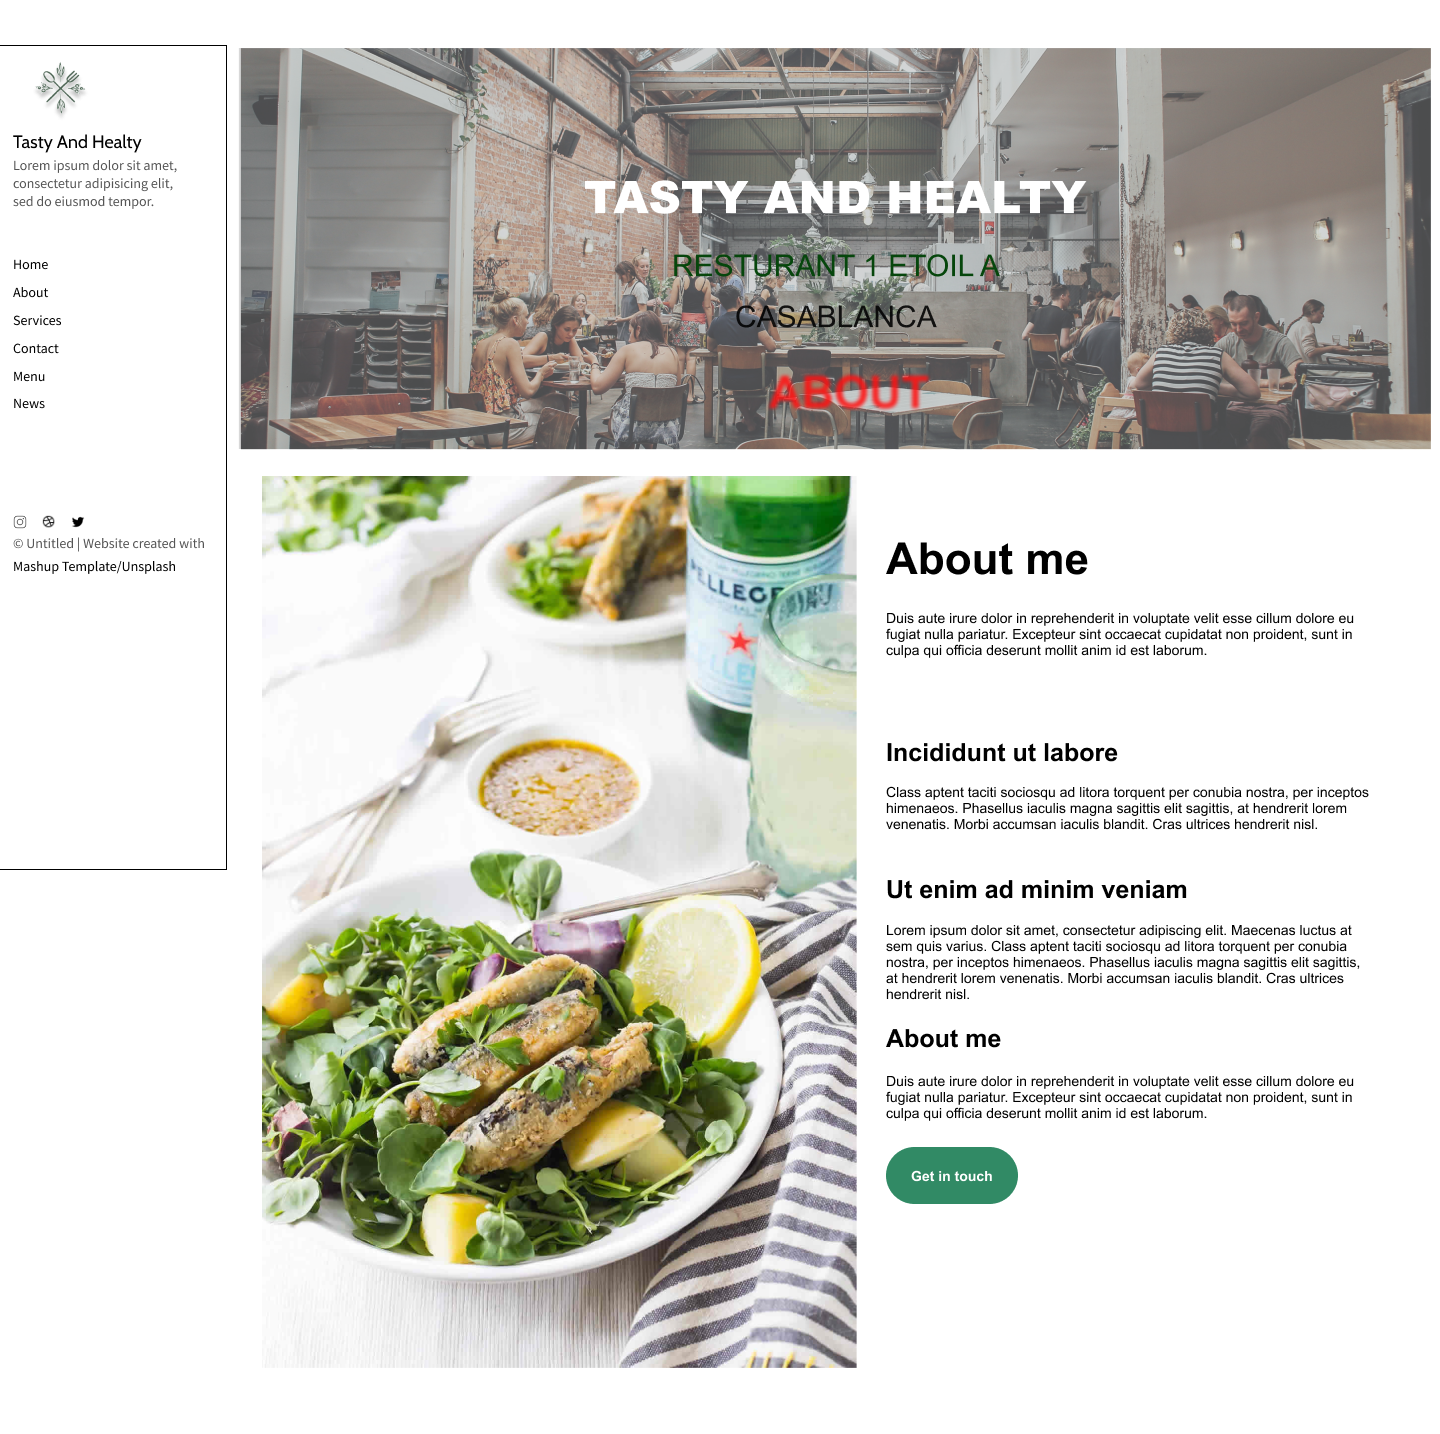 Tasty And Healty
Lorem ipsum dolor sit amet,
consectetur adipisicing elit,
sed do eiusmod tempor.
Home
About
Services
Contact
Menu
News
© Untitled | Website created with
Mashup Template/Unsplash
TASTY AND HEALTY
RESTURANT 1 ETOIL A
CASABLANCA
ABOUT
About me
Duis aute irure dolor in reprehenderit in voluptate velit esse cillum dolore eu
fugiat nulla pariatur. Excepteur sint occaecat cupidatat non proident, sunt in
culpa qui officia deserunt mollit anim id est laborum.
Incididunt ut labore
Class aptent taciti sociosqu ad litora torquent per conubia nostra, per inceptos
himenaeos. Phasellus iaculis magna sagittis elit sagittis, at hendrerit lorem
venenatis. Morbi accumsan iaculis blandit. Cras ultrices hendrerit nisl.
Ut enim ad minim veniam
Lorem ipsum dolor sit amet, consectetur adipiscing elit. Maecenas luctus at
sem quis varius. Class aptent taciti sociosqu ad litora torquent per conubia
nostra, per inceptos himenaeos. Phasellus iaculis magna sagittis elit sagittis,
at hendrerit lorem venenatis. Morbi accumsan iaculis blandit. Cras ultrices
hendrerit nisl.
About me
Duis aute irure dolor in reprehenderit in voluptate velit esse cillum dolore eu
fugiat nulla pariatur. Excepteur sint occaecat cupidatat non proident, sunt in
culpa qui officia deserunt mollit anim id est laborum.
Get in touch